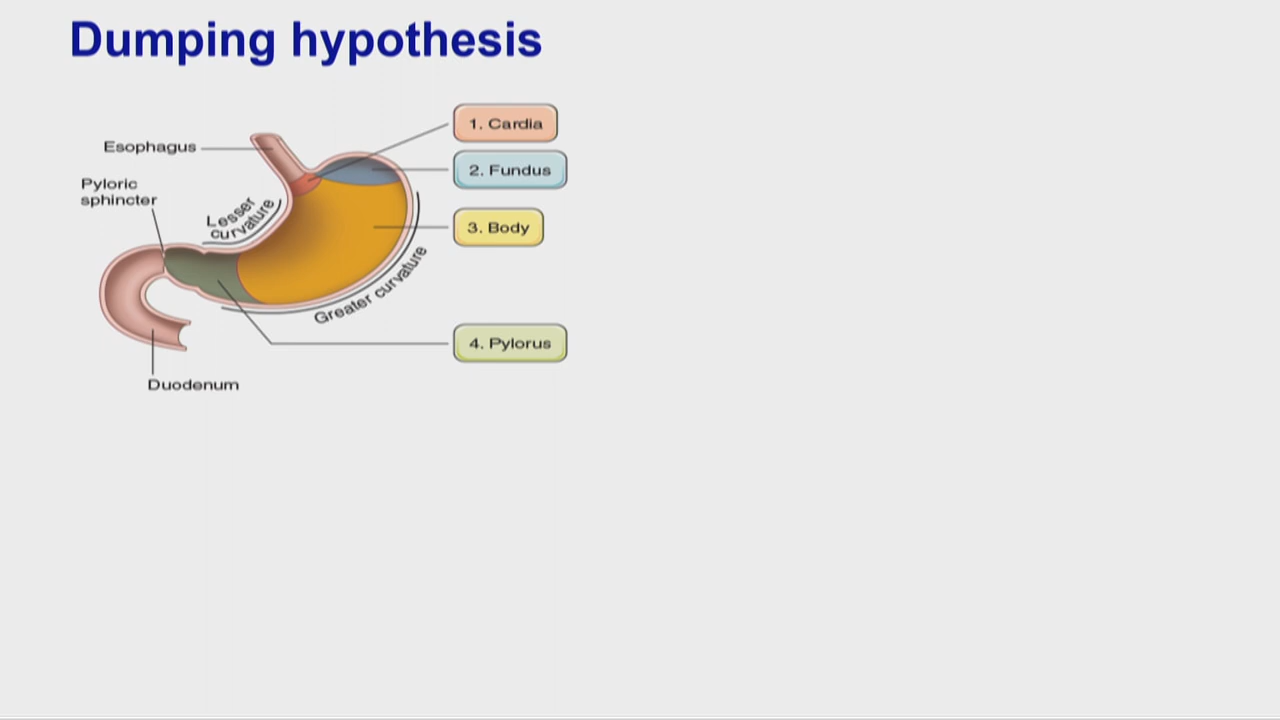 Dumping hypothesis
1. Cardia
Esophagus
2. Fundus
Pyloric
sphincter
Lesser
curvature
3. Body
Greater curvature
4. Pylorus
Duodenum